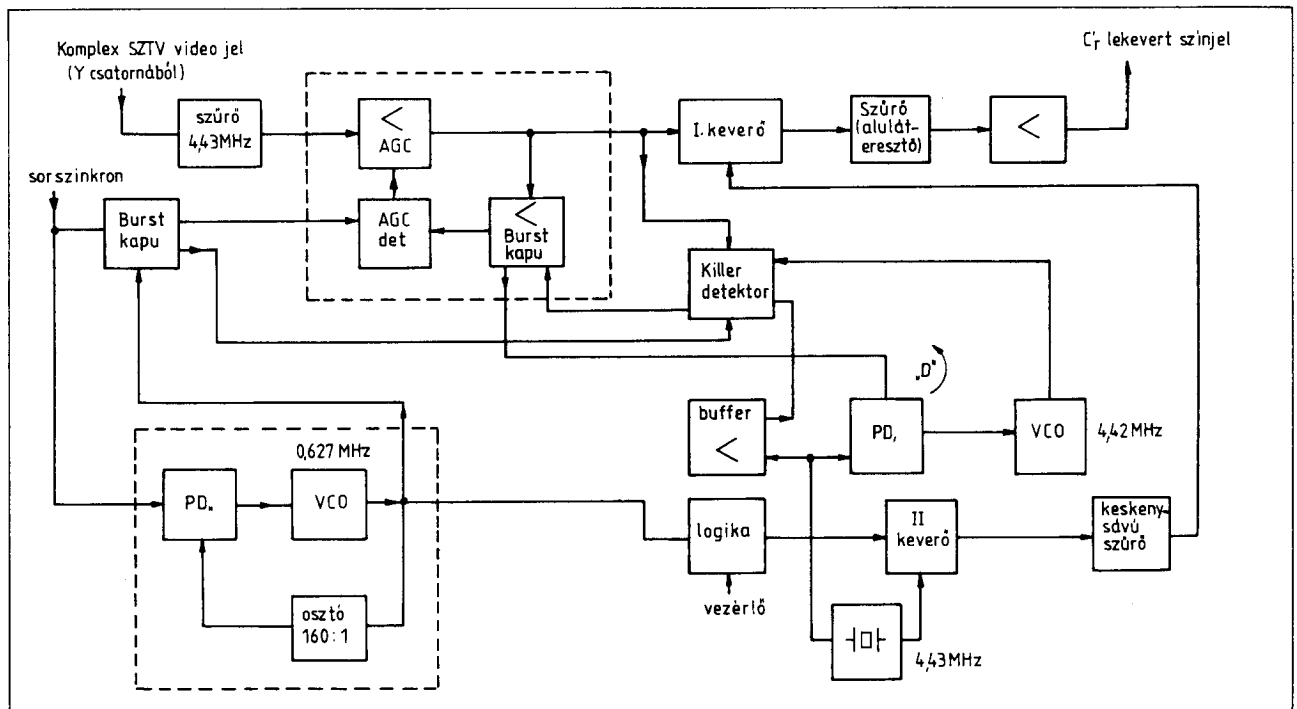 Komplex SZTV video jel
(Y csatornából)
C'r lekevert színjel
szűrő
4,43MHz
<
AGC
I. keverő
Szűrő
(alulát-
eresztő)
<
sorszinkron
Burst
kapu
AGC
det
<
Burst
kapu
Killer
detektor
"D"
0,627 MHz
buffer
<
PD,
VCO
4,42MHz
PD"
VCO
logika
II
keverő
keskeny-
sávú
szűrő
osztó
160:1
vezérlő
4,43MHz